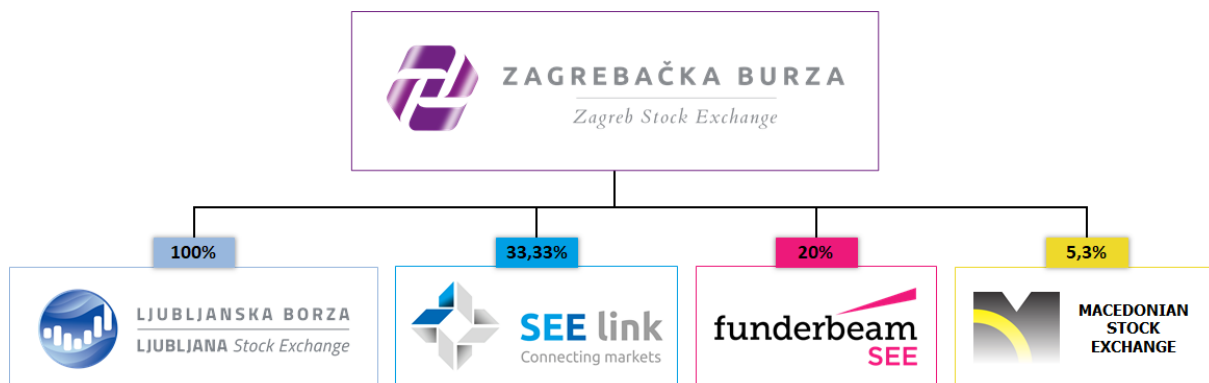 ZAGREBAČKA BURZA
Zagreb Stock Exchange
100%
33,33%
20%
5,3%
LJUBLJANSKA BORZA
LJUBLJANA Stock Exchange
SEE link
Connecting markets
funderbeam
SEE
MACEDONIAN
STOCK
EXCHANGE